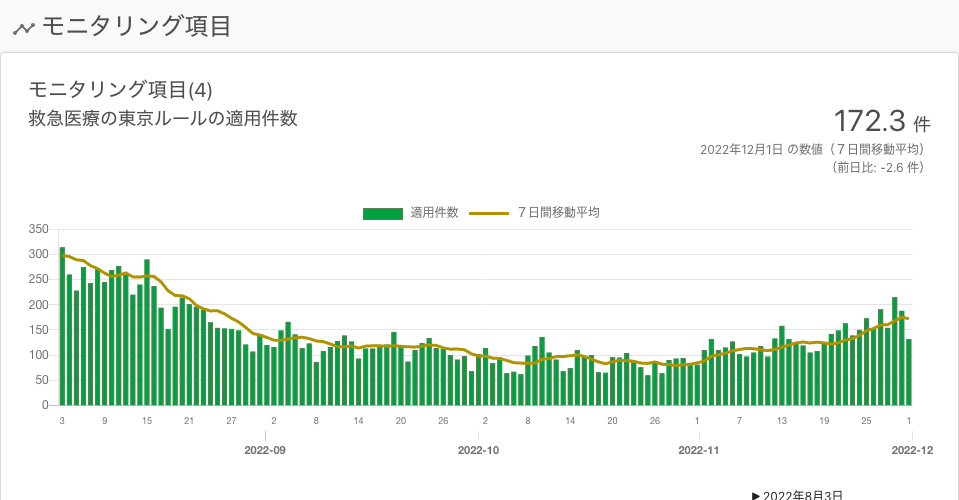 モニタリング項目
モニタリング項目(4)
救急医療の東京ルールの適用件数
172.3 件
2022年12月1日 の数値（７日間移動平均）
（前日比: -2.6 件）
適用件数 ７日間移動平均
350
300
250
200
150
100
50
0
3 9 15 21 27 2 8 14 20 26 2 8 14 20 26 1 7 13 19 25 1
2022-09 2022-10 2022-11 2022-12
▶ 2022年8月3日